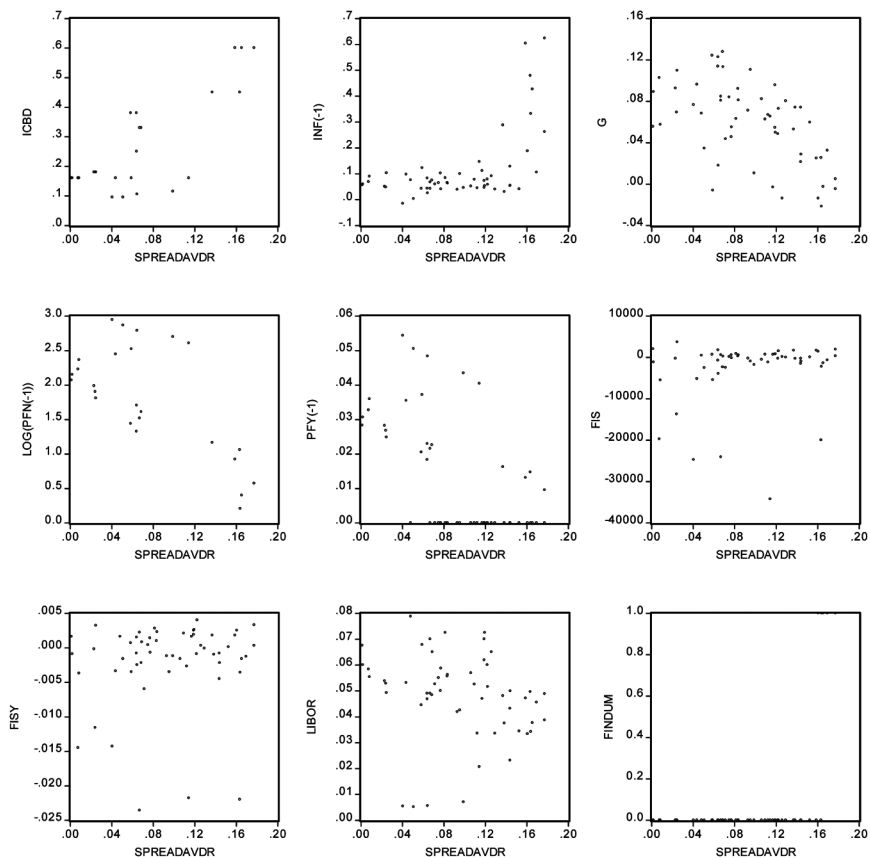 .7
.6
.5
.4
.3
.2
.1
.0
ICBD
.00 .04 .08 .12 .16 .20
SPREADAVDR
.7
.6
.5
.4
.3
.2
.1
.0
-.1
INF(-1)
.00 .04 .08 .12 .16 .20
SPREADAVDR
.16
.12
.08
.04
.00
-.04
G
.00 .04 .08 .12 .16 .20
SPREADAVDR
3.0
2.5
2.0
1.5
1.0
0.5
0.0
LOG(PFN(-1))
.00 .04 .08 .12 .16 .20
SPREADAVDR
.06
.05
.04
.03
.02
.01
.00
PFY(-1)
.00 .04 .08 .12 .16 .20
SPREADAVDR
10000
0
-10000
-20000
-30000
-40000
FIS
.00 .04 .08 .12 .16 .20
SPREADAVDR
.005
.000
-.005
-.010
-.015
-.020
-.025
FISY
.00 .04 .08 .12 .16 .20
SPREADAVDR
.08
.07
.06
.05
.04
.03
.02
.01
.00
LIBOR
.00 .04 .08 .12 .16 .20
SPREADAVDR
1.0
0.8
0.6
0.4
0.2
0.0
FINDUM
.00 .04 .08 .12 .16 .20
SPREADAVDR